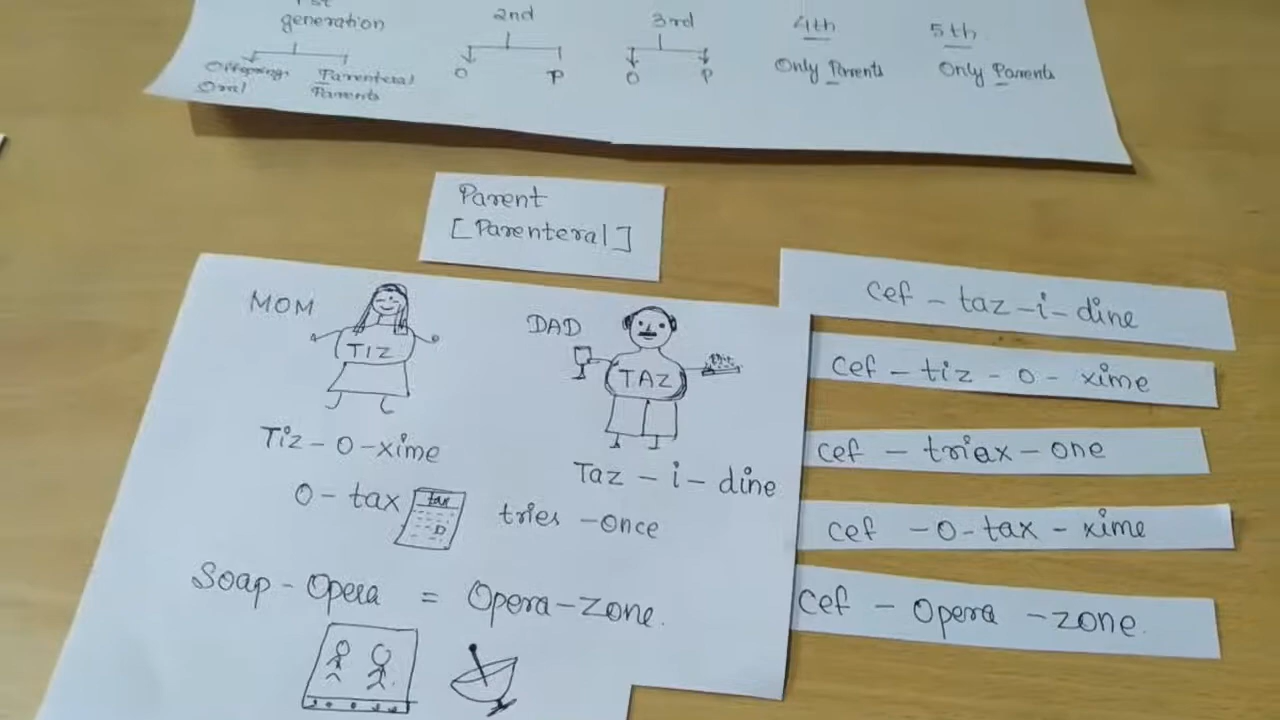 1st
generation
2nd
3rd
4th
5th
Offspring
Oral
Parenteral
Parents
O
P
O
P
Only Parents
Only Parents
Parent
[Parenteral]
MOM
TIZ
DAD
TAZ
Tiz-o-xime
Taz-i-dine
O-tax
tax
tries-once
Soap-Opera = Opera-zone.
cef-taz-i-dine
cef-tiz-o-xime
cef-triax-one
cef-o-tax-xime
cef-Opera-zone.